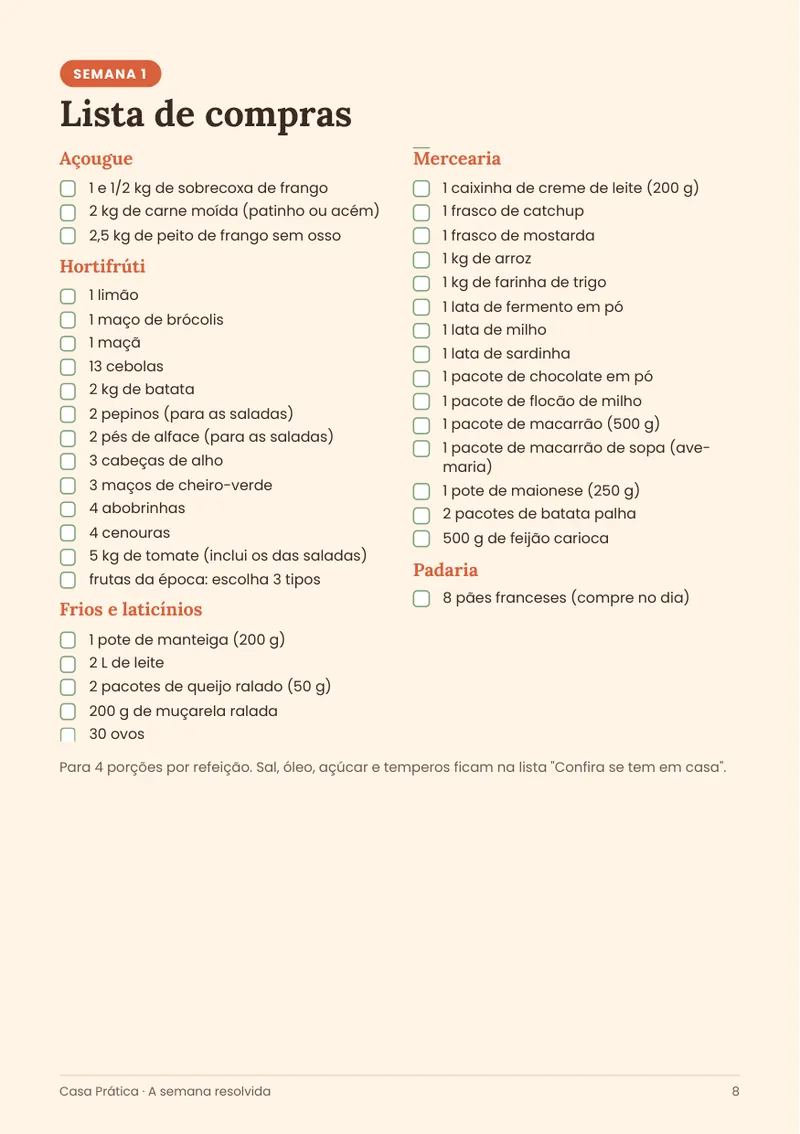 SEMANA 1
Lista de compras
Açougue
1 e 1/2 kg de sobrecoxa de frango
2 kg de carne moída (patinho ou acém)
2,5 kg de peito de frango sem osso
Hortifrúti
1 limão
1 maço de brócolis
1 maçã
13 cebolas
2 kg de batata
2 pepinos (para as saladas)
2 pés de alface (para as saladas)
3 cabeças de alho
3 maços de cheiro-verde
4 abobrinhas
4 cenouras
5 kg de tomate (inclui os das saladas)
frutas da época: escolha 3 tipos
Frios e laticínios
1 pote de manteiga (200 g)
2 L de leite
2 pacotes de queijo ralado (50 g)
200 g de muçarela ralada
30 ovos
Mercearia
1 caixinha de creme de leite (200 g)
1 frasco de catchup
1 frasco de mostarda
1 kg de arroz
1 kg de farinha de trigo
1 lata de fermento em pó
1 lata de milho
1 lata de sardinha
1 pacote de chocolate em pó
1 pacote de flocão de milho
1 pacote de macarrão (500 g)
1 pacote de macarrão de sopa (ave-
maria)
1 pote de maionese (250 g)
2 pacotes de batata palha
500 g de feijão carioca
Padaria
8 pães franceses (compre no dia)
Para 4 porções por refeição. Sal, óleo, açúcar e temperos ficam na lista "Confira se tem em casa".
Casa Prática · A semana resolvida
8